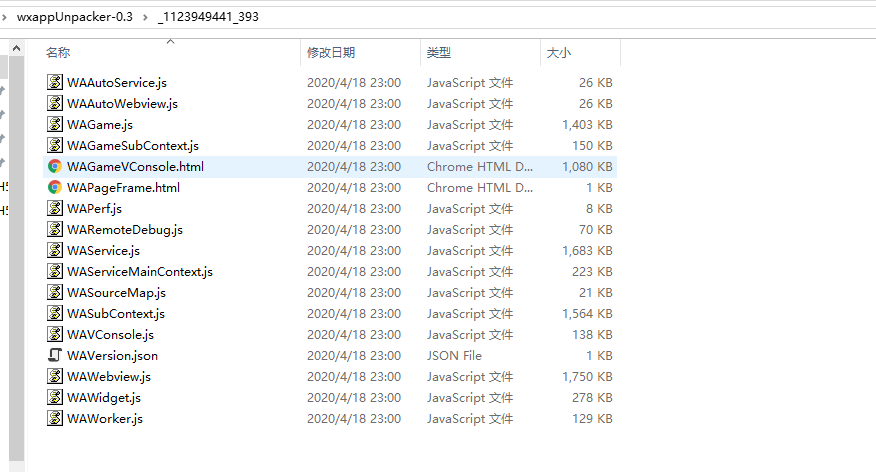 wxappUnpacker-0.3 > _1123949441_393
名称 修改日期 类型 大小
WAAutoService.js 2020/4/18 23:00 JavaScript 文件 26 KB
WAAutoWebview.js 2020/4/18 23:00 JavaScript 文件 26 KB
WAGame.js 2020/4/18 23:00 JavaScript 文件 1,403 KB
WAGameSubContext.js 2020/4/18 23:00 JavaScript 文件 150 KB
WAGameVConsole.html 2020/4/18 23:00 Chrome HTML D... 1,080 KB
WAPageFrame.html 2020/4/18 23:00 Chrome HTML D... 1 KB
WAPerf.js 2020/4/18 23:00 JavaScript 文件 8 KB
WARemoteDebug.js 2020/4/18 23:00 JavaScript 文件 70 KB
WAService.js 2020/4/18 23:00 JavaScript 文件 1,683 KB
WAServiceMainContext.js 2020/4/18 23:00 JavaScript 文件 223 KB
WASourceMap.js 2020/4/18 23:00 JavaScript 文件 21 KB
WASubContext.js 2020/4/18 23:00 JavaScript 文件 1,564 KB
WAVConsole.js 2020/4/18 23:00 JavaScript 文件 138 KB
WAVersion.json 2020/4/18 23:00 JSON File 1 KB
WAWebview.js 2020/4/18 23:00 JavaScript 文件 1,750 KB
WAWidget.js 2020/4/18 23:00 JavaScript 文件 278 KB
WAWorker.js 2020/4/18 23:00 JavaScript 文件 129 KB